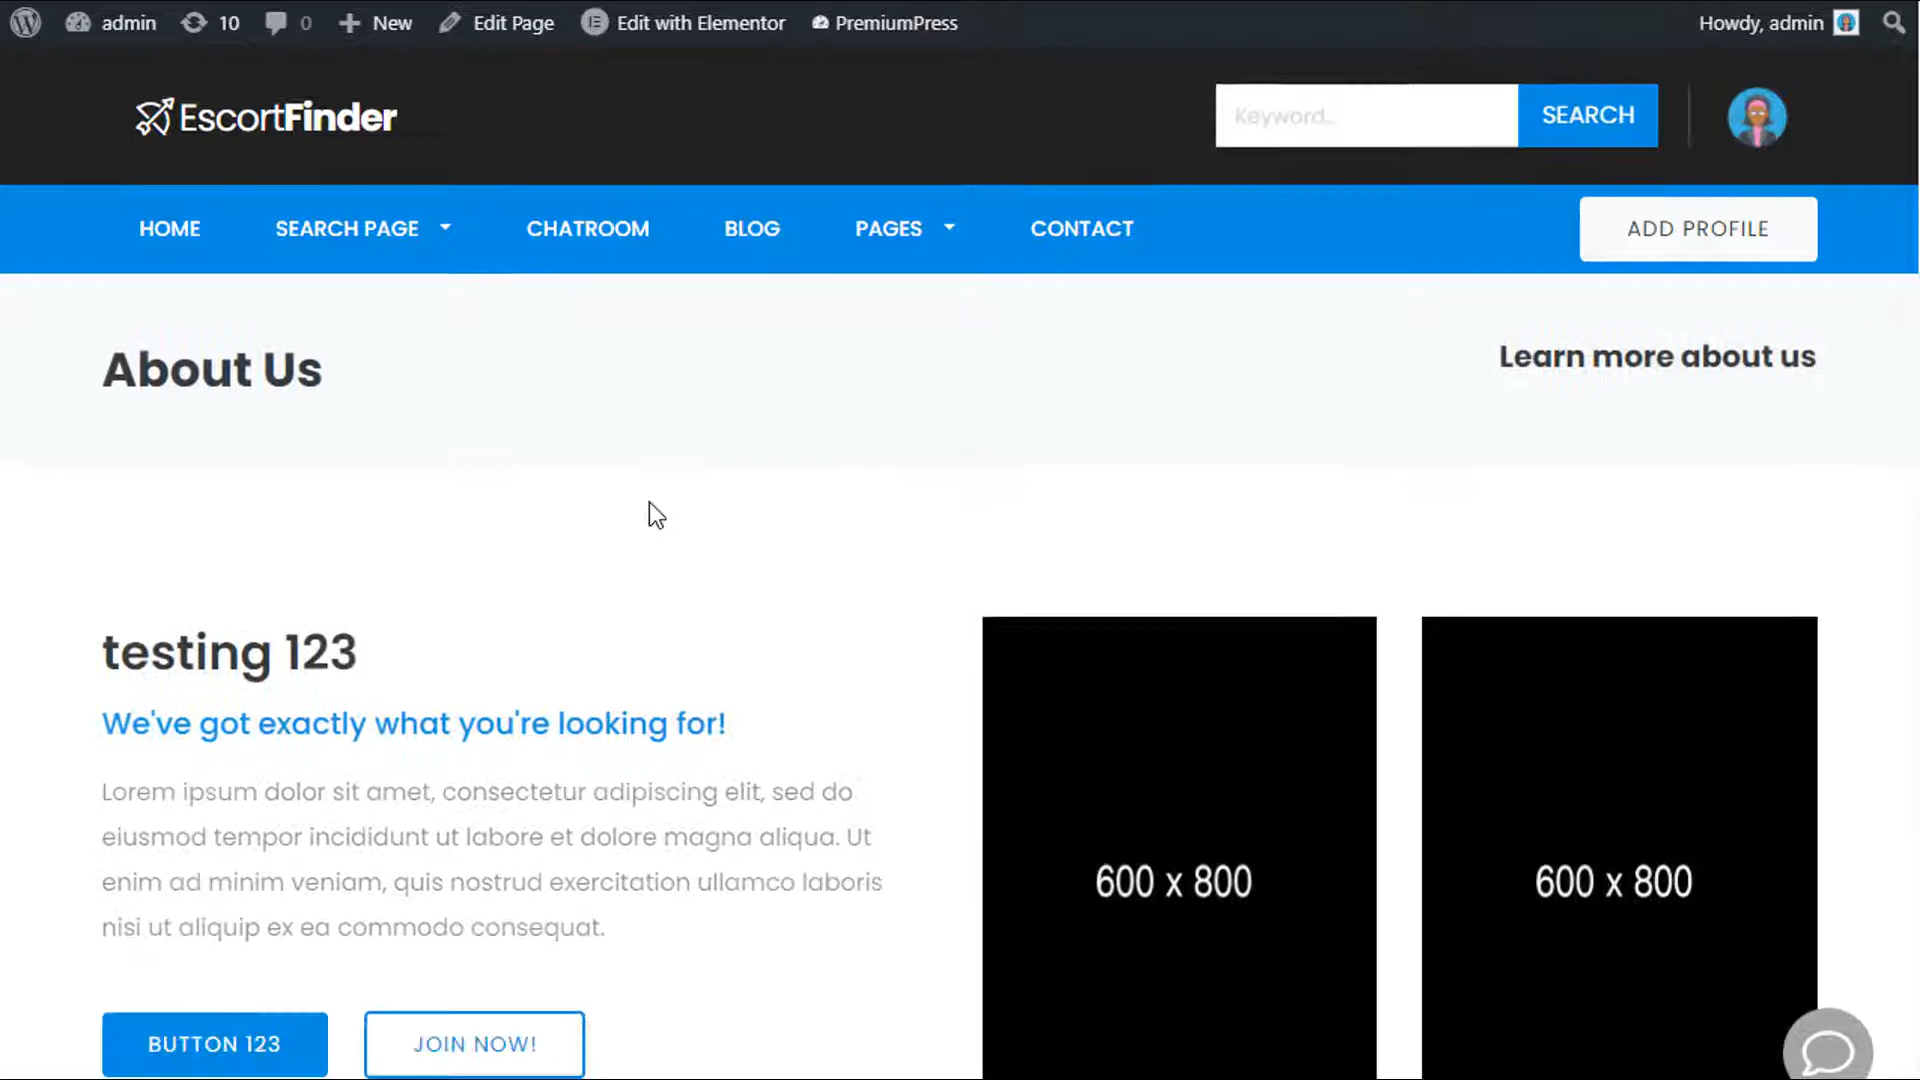 admin 10 0 New Edit Page Edit with Elementor PremiumPress Howdy, admin
EscortFinder Keyword... SEARCH
HOME SEARCH PAGE CHATROOM BLOG PAGES CONTACT ADD PROFILE
About Us
Learn more about us
testing 123
We've got exactly what you're looking for!
Lorem ipsum dolor sit amet, consectetur adipiscing elit, sed do
eiusmod tempor incididunt ut labore et dolore magna aliqua. Ut
enim ad minim veniam, quis nostrud exercitation ullamco laboris
nisi ut aliquip ex ea commodo consequat.
BUTTON 123 JOIN NOW!
600 x 800 600 x 800